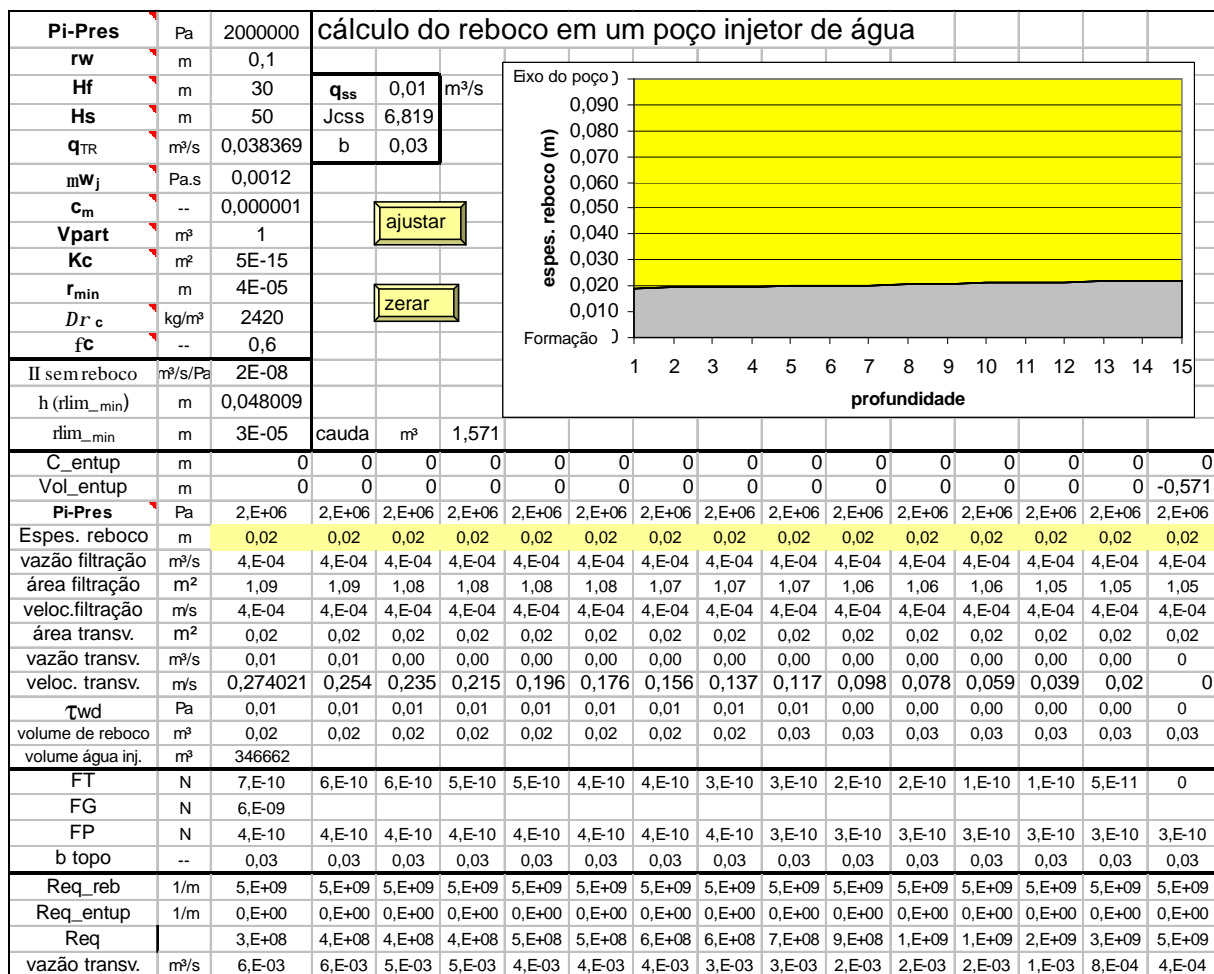 Pi-Pres Pa 2000000 cálculo do reboco em um poço injetor de água
rw m 0,1
Hf m 30 qss 0,01 m³/s
Hs m 50 Jcss 6,819
qTR m³/s 0,038369 b 0,03
mwj Pa.s 0,0012
cm -- 0,000001
ajustar
Vpart m³ 1
Kc m² 5E-15
rmin m 4E-05
zerar
Dr c kg/m³ 2420
fc -- 0,6
II sem reboco m³/s/Pa 2E-08
h (rlim_min) m 0,048009
rlim_min m 3E-05 cauda m³ 1,571
Eixo do poço
0,090
0,080
0,070
0,060
0,050
0,040
0,030
0,020
0,010
Formação
espes. reboco (m)
1 2 3 4 5 6 7 8 9 10 11 12 13 14 15
profundidade
C_entup m 0 0 0 0 0 0 0 0 0 0 0 0 0 0 0
Vol_entup m 0 0 0 0 0 0 0 0 0 0 0 0 0 0 -0,571
Pi-Pres Pa 2,E+06 2,E+06 2,E+06 2,E+06 2,E+06 2,E+06 2,E+06 2,E+06 2,E+06 2,E+06 2,E+06 2,E+06 2,E+06 2,E+06 2,E+06
Espes. reboco m 0,02 0,02 0,02 0,02 0,02 0,02 0,02 0,02 0,02 0,02 0,02 0,02 0,02 0,02 0,02
vazão filtração m³/s 4,E-04 4,E-04 4,E-04 4,E-04 4,E-04 4,E-04 4,E-04 4,E-04 4,E-04 4,E-04 4,E-04 4,E-04 4,E-04 4,E-04 4,E-04
área filtração m² 1,09 1,09 1,08 1,08 1,08 1,08 1,07 1,07 1,07 1,06 1,06 1,06 1,05 1,05 1,05
veloc.filtração m/s 4,E-04 4,E-04 4,E-04 4,E-04 4,E-04 4,E-04 4,E-04 4,E-04 4,E-04 4,E-04 4,E-04 4,E-04 4,E-04 4,E-04 4,E-04
área transv. m² 0,02 0,02 0,02 0,02 0,02 0,02 0,02 0,02 0,02 0,02 0,02 0,02 0,02 0,02 0,02
vazão transv. m³/s 0,01 0,01 0,00 0,00 0,00 0,00 0,00 0,00 0,00 0,00 0,00 0,00 0,00 0,00 0
veloc. transv. m/s 0,274021 0,254 0,235 0,215 0,196 0,176 0,156 0,137 0,117 0,098 0,078 0,059 0,039 0,02 0
τwd Pa 0,01 0,01 0,01 0,01 0,01 0,01 0,01 0,01 0,01 0,00 0,00 0,00 0,00 0,00 0
volume de reboco m³ 0,02 0,02 0,02 0,02 0,02 0,02 0,02 0,02 0,02 0,03 0,03 0,03 0,03 0,03 0,03
volume água inj. m³ 346662
FT N 7,E-10 6,E-10 6,E-10 5,E-10 5,E-10 4,E-10 4,E-10 3,E-10 3,E-10 2,E-10 2,E-10 1,E-10 1,E-10 5,E-11 0
FG N 6,E-09
FP N 4,E-10 4,E-10 4,E-10 4,E-10 4,E-10 4,E-10 4,E-10 4,E-10 3,E-10 3,E-10 3,E-10 3,E-10 3,E-10 3,E-10 3,E-10
b topo -- 0,03 0,03 0,03 0,03 0,03 0,03 0,03 0,03 0,03 0,03 0,03 0,03 0,03 0,03 0,03
Req_reb 1/m 5,E+09 5,E+09 5,E+09 5,E+09 5,E+09 5,E+09 5,E+09 5,E+09 5,E+09 5,E+09 5,E+09 5,E+09 5,E+09 5,E+09 5,E+09
Req_entup 1/m 0,E+00 0,E+00 0,E+00 0,E+00 0,E+00 0,E+00 0,E+00 0,E+00 0,E+00 0,E+00 0,E+00 0,E+00 0,E+00 0,E+00 0,E+00
Req 3,E+08 4,E+08 4,E+08 4,E+08 5,E+08 5,E+08 6,E+08 6,E+08 7,E+08 9,E+08 1,E+09 1,E+09 2,E+09 3,E+09 5,E+09
vazão transv. m³/s 6,E-03 6,E-03 5,E-03 5,E-03 4,E-03 4,E-03 4,E-03 3,E-03 3,E-03 2,E-03 2,E-03 2,E-03 1,E-03 8,E-04 4,E-04